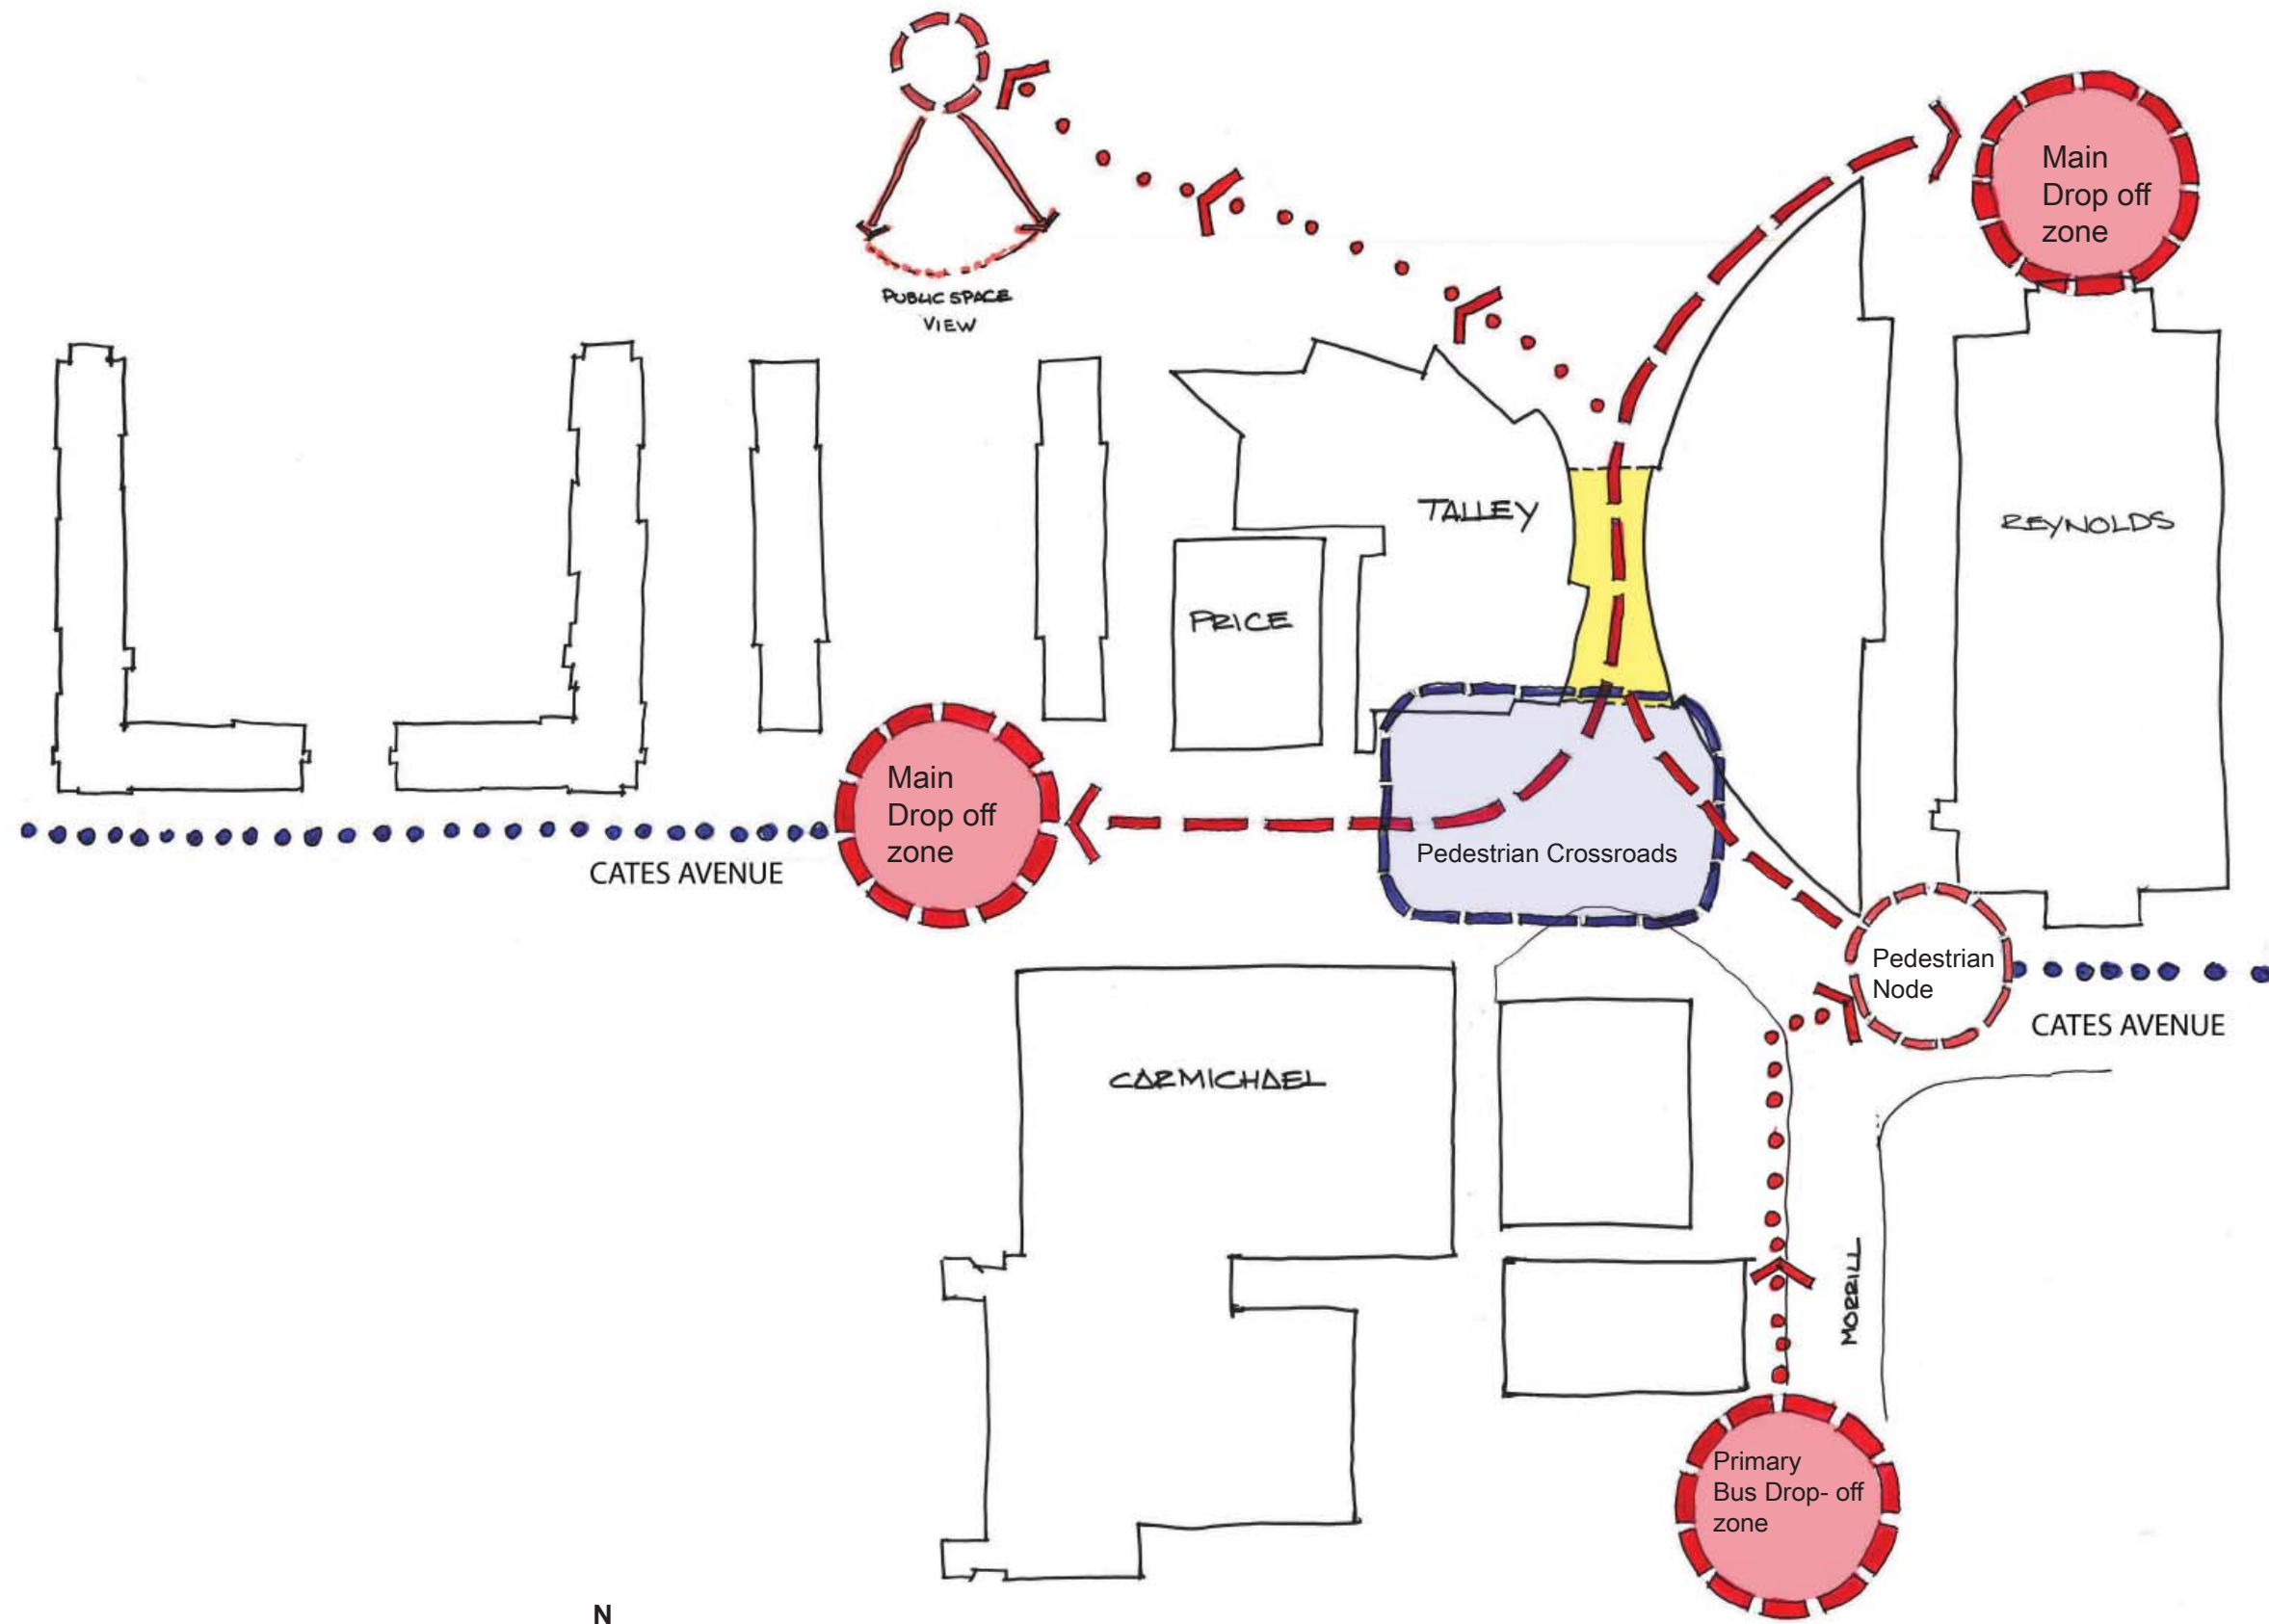 Main
Drop off
zone
PUBLIC SPACE
VIEW
TALLEY
REYNOLDS
PRICE
Main
Drop off
zone
Pedestrian Crossroads
CATES AVENUE
Pedestrian
Node
CATES AVENUE
CARMICHAEL
MORRILL
Primary
Bus Drop- off
zone
N